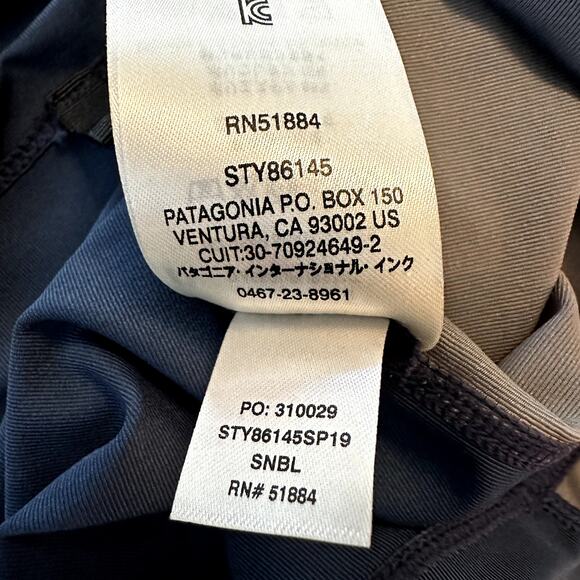 RN51884
STY86145
PATAGONIA P.O. BOX 150
VENTURA, CA 93002 US
CUIT:30-70924649-2
パタゴニア・インターナショナル・インク
0467-23-8961
PO: 310029
STY86145SP19
SNBL
RN# 51884